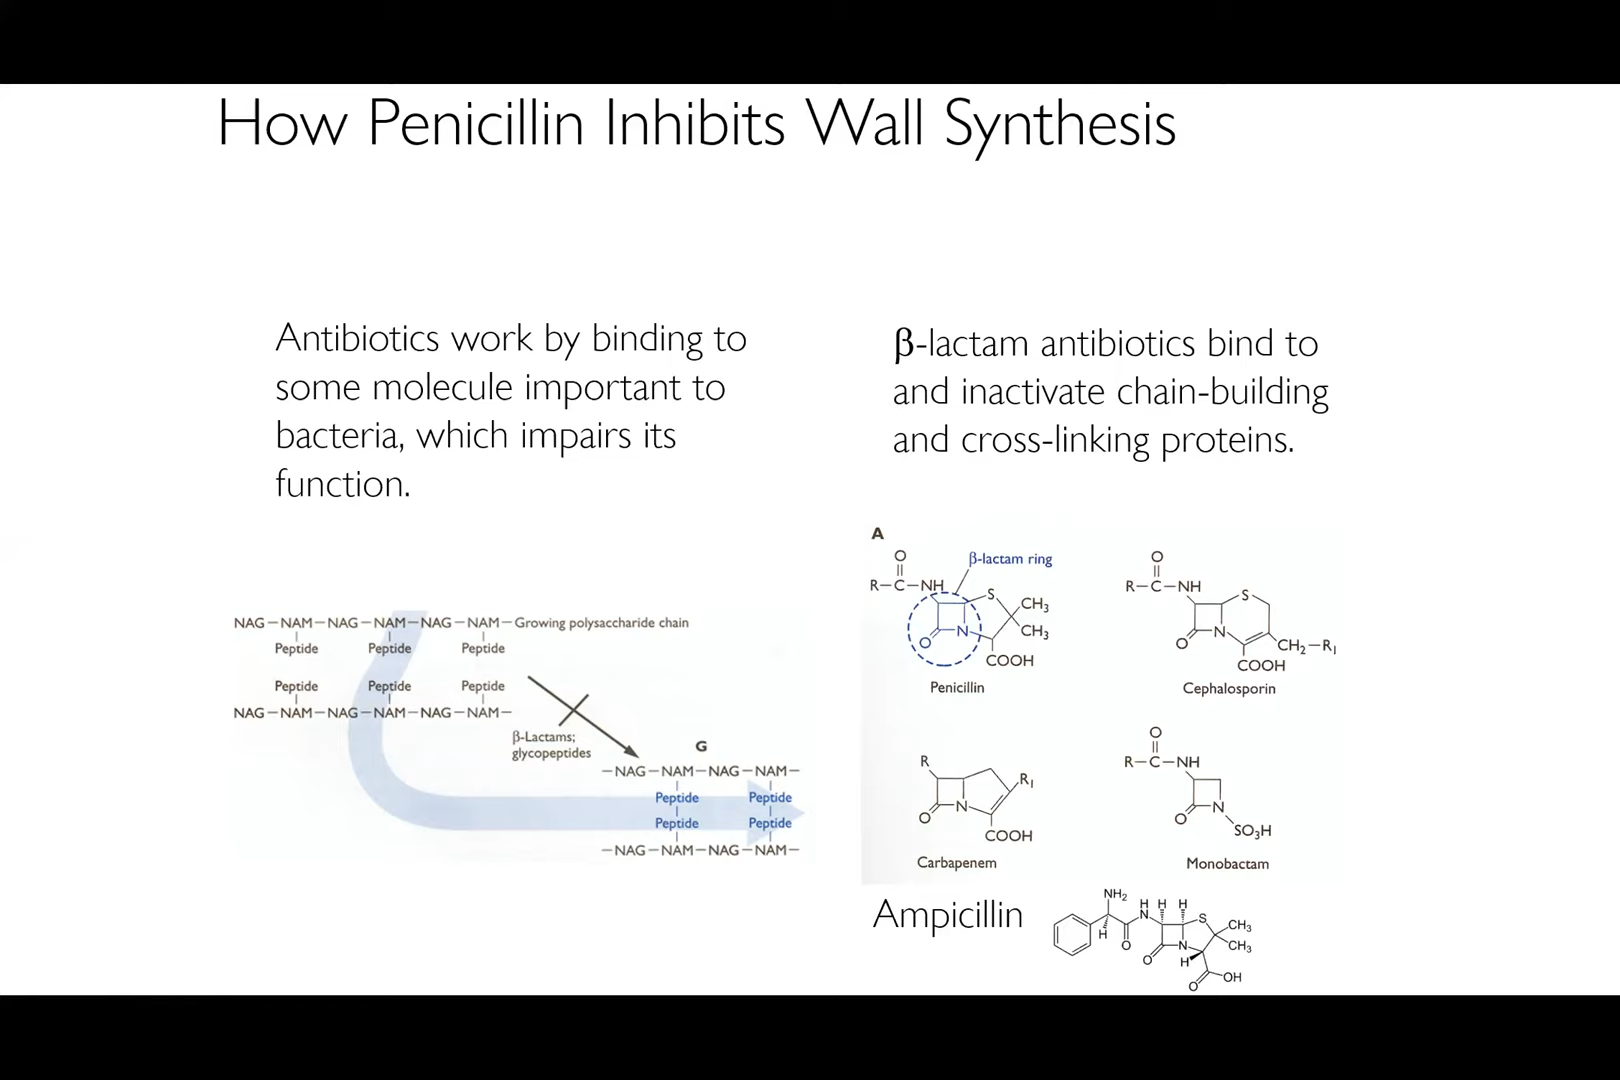 How Penicillin Inhibits Wall Synthesis
Antibiotics work by binding to
some molecule important to
bacteria, which impairs its
function.
β-lactam antibiotics bind to
and inactivate chain-building
and cross-linking proteins.
NAG–NAM–NAG–NAM–NAG–NAM–Growing polysaccharide chain
Peptide Peptide Peptide
Peptide Peptide Peptide
NAG–NAM–NAG–NAM–NAG–NAM–
β-Lactams;
glycopeptides
G
–NAG–NAM–NAG–NAM–
Peptide Peptide
Peptide Peptide
–NAG–NAM–NAG–NAM–
A
O
β-lactam ring
R–C–NH
S
CH₃
CH₃
O
N
COOH
Penicillin
O
R–C–NH
S
O
N
CH₂–R₁
COOH
Cephalosporin
R
R₁
O
N
COOH
Carbapenem
O
R–C–NH
O
N
SO₃H
Monobactam
Ampicillin
NH₂
H H H
N S
CH₃
H
O
N
CH₃
O
H
OH
O